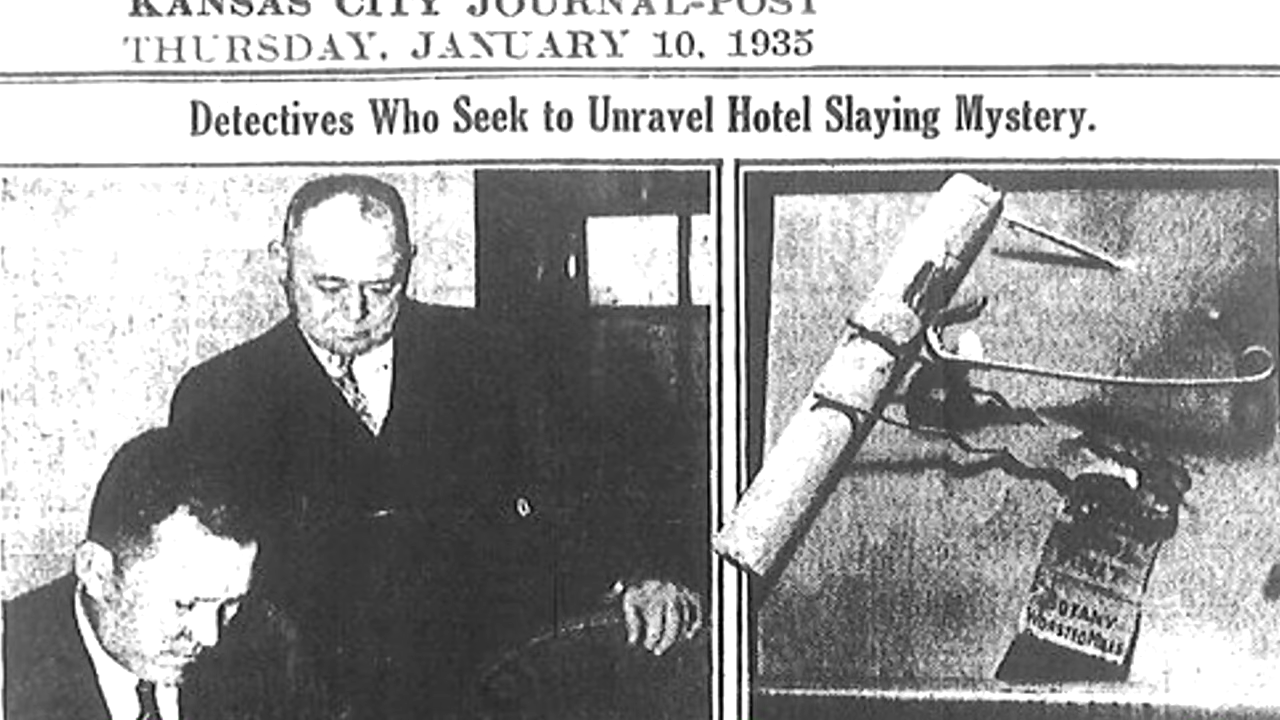 KANSAS CITY JOURNAL-POST
THURSDAY, JANUARY 10, 1935
Detectives Who Seek to Unravel Hotel Slaying Mystery.